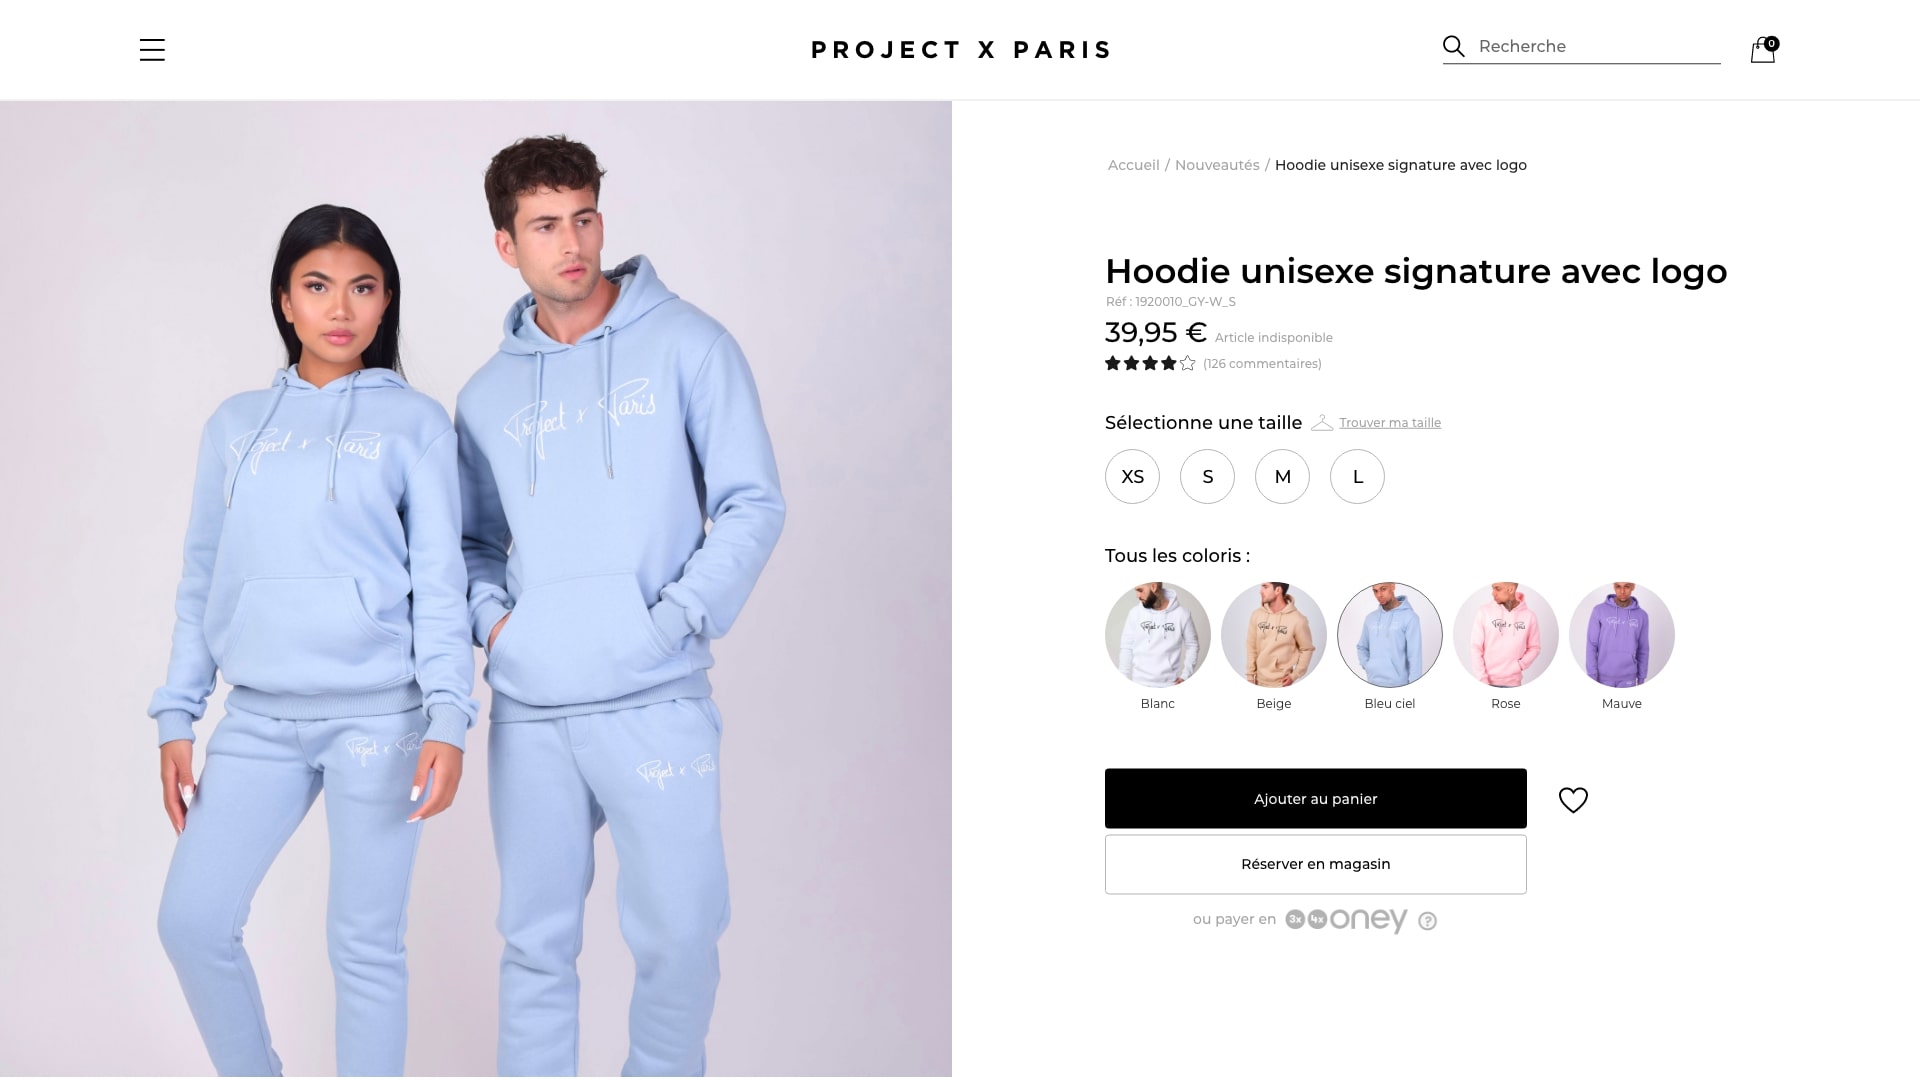 PROJECT X PARIS
Recherche
0
Accueil / Nouveautés / Hoodie unisexe signature avec logo
Hoodie unisexe signature avec logo
Réf : 1920010_GY-W_S
39,95 € Article indisponible
(126 commentaires)
Sélectionne une taille Trouver ma taille
XS S M L
Tous les coloris :
Blanc Beige Bleu ciel Rose Mauve
Ajouter au panier
Réserver en magasin
ou payer en 3x 4x oney ?
Project x Paris
Project x Paris
Project x Paris
Project x Paris